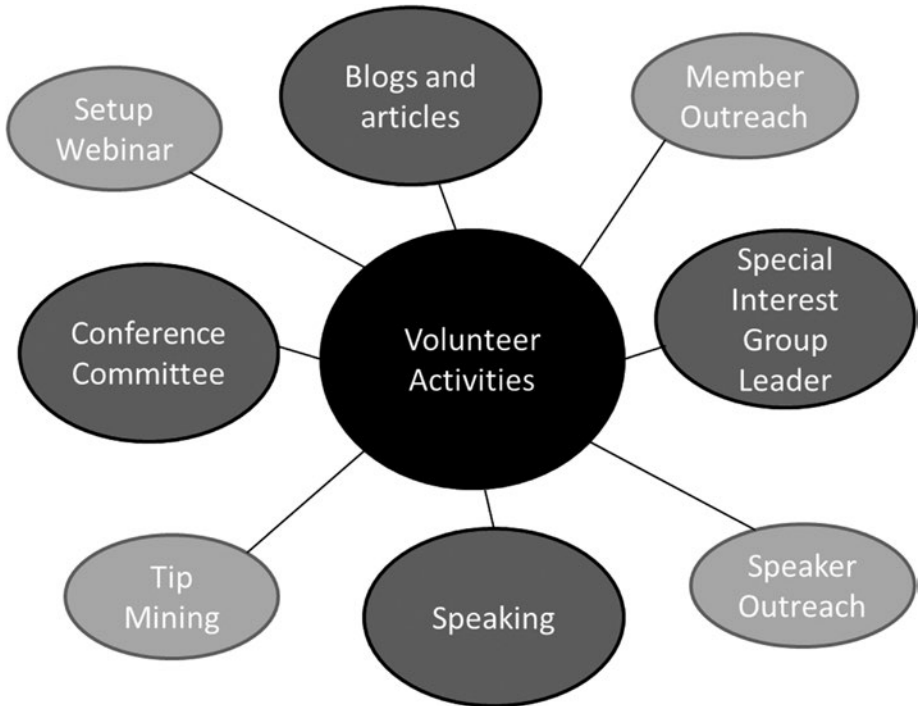 Blogs and
articles
Member
Outreach
Setup
Webinar
Special
Interest
Group
Leader
Conference
Committee
Volunteer
Activities
Tip
Mining
Speaking
Speaker
Outreach